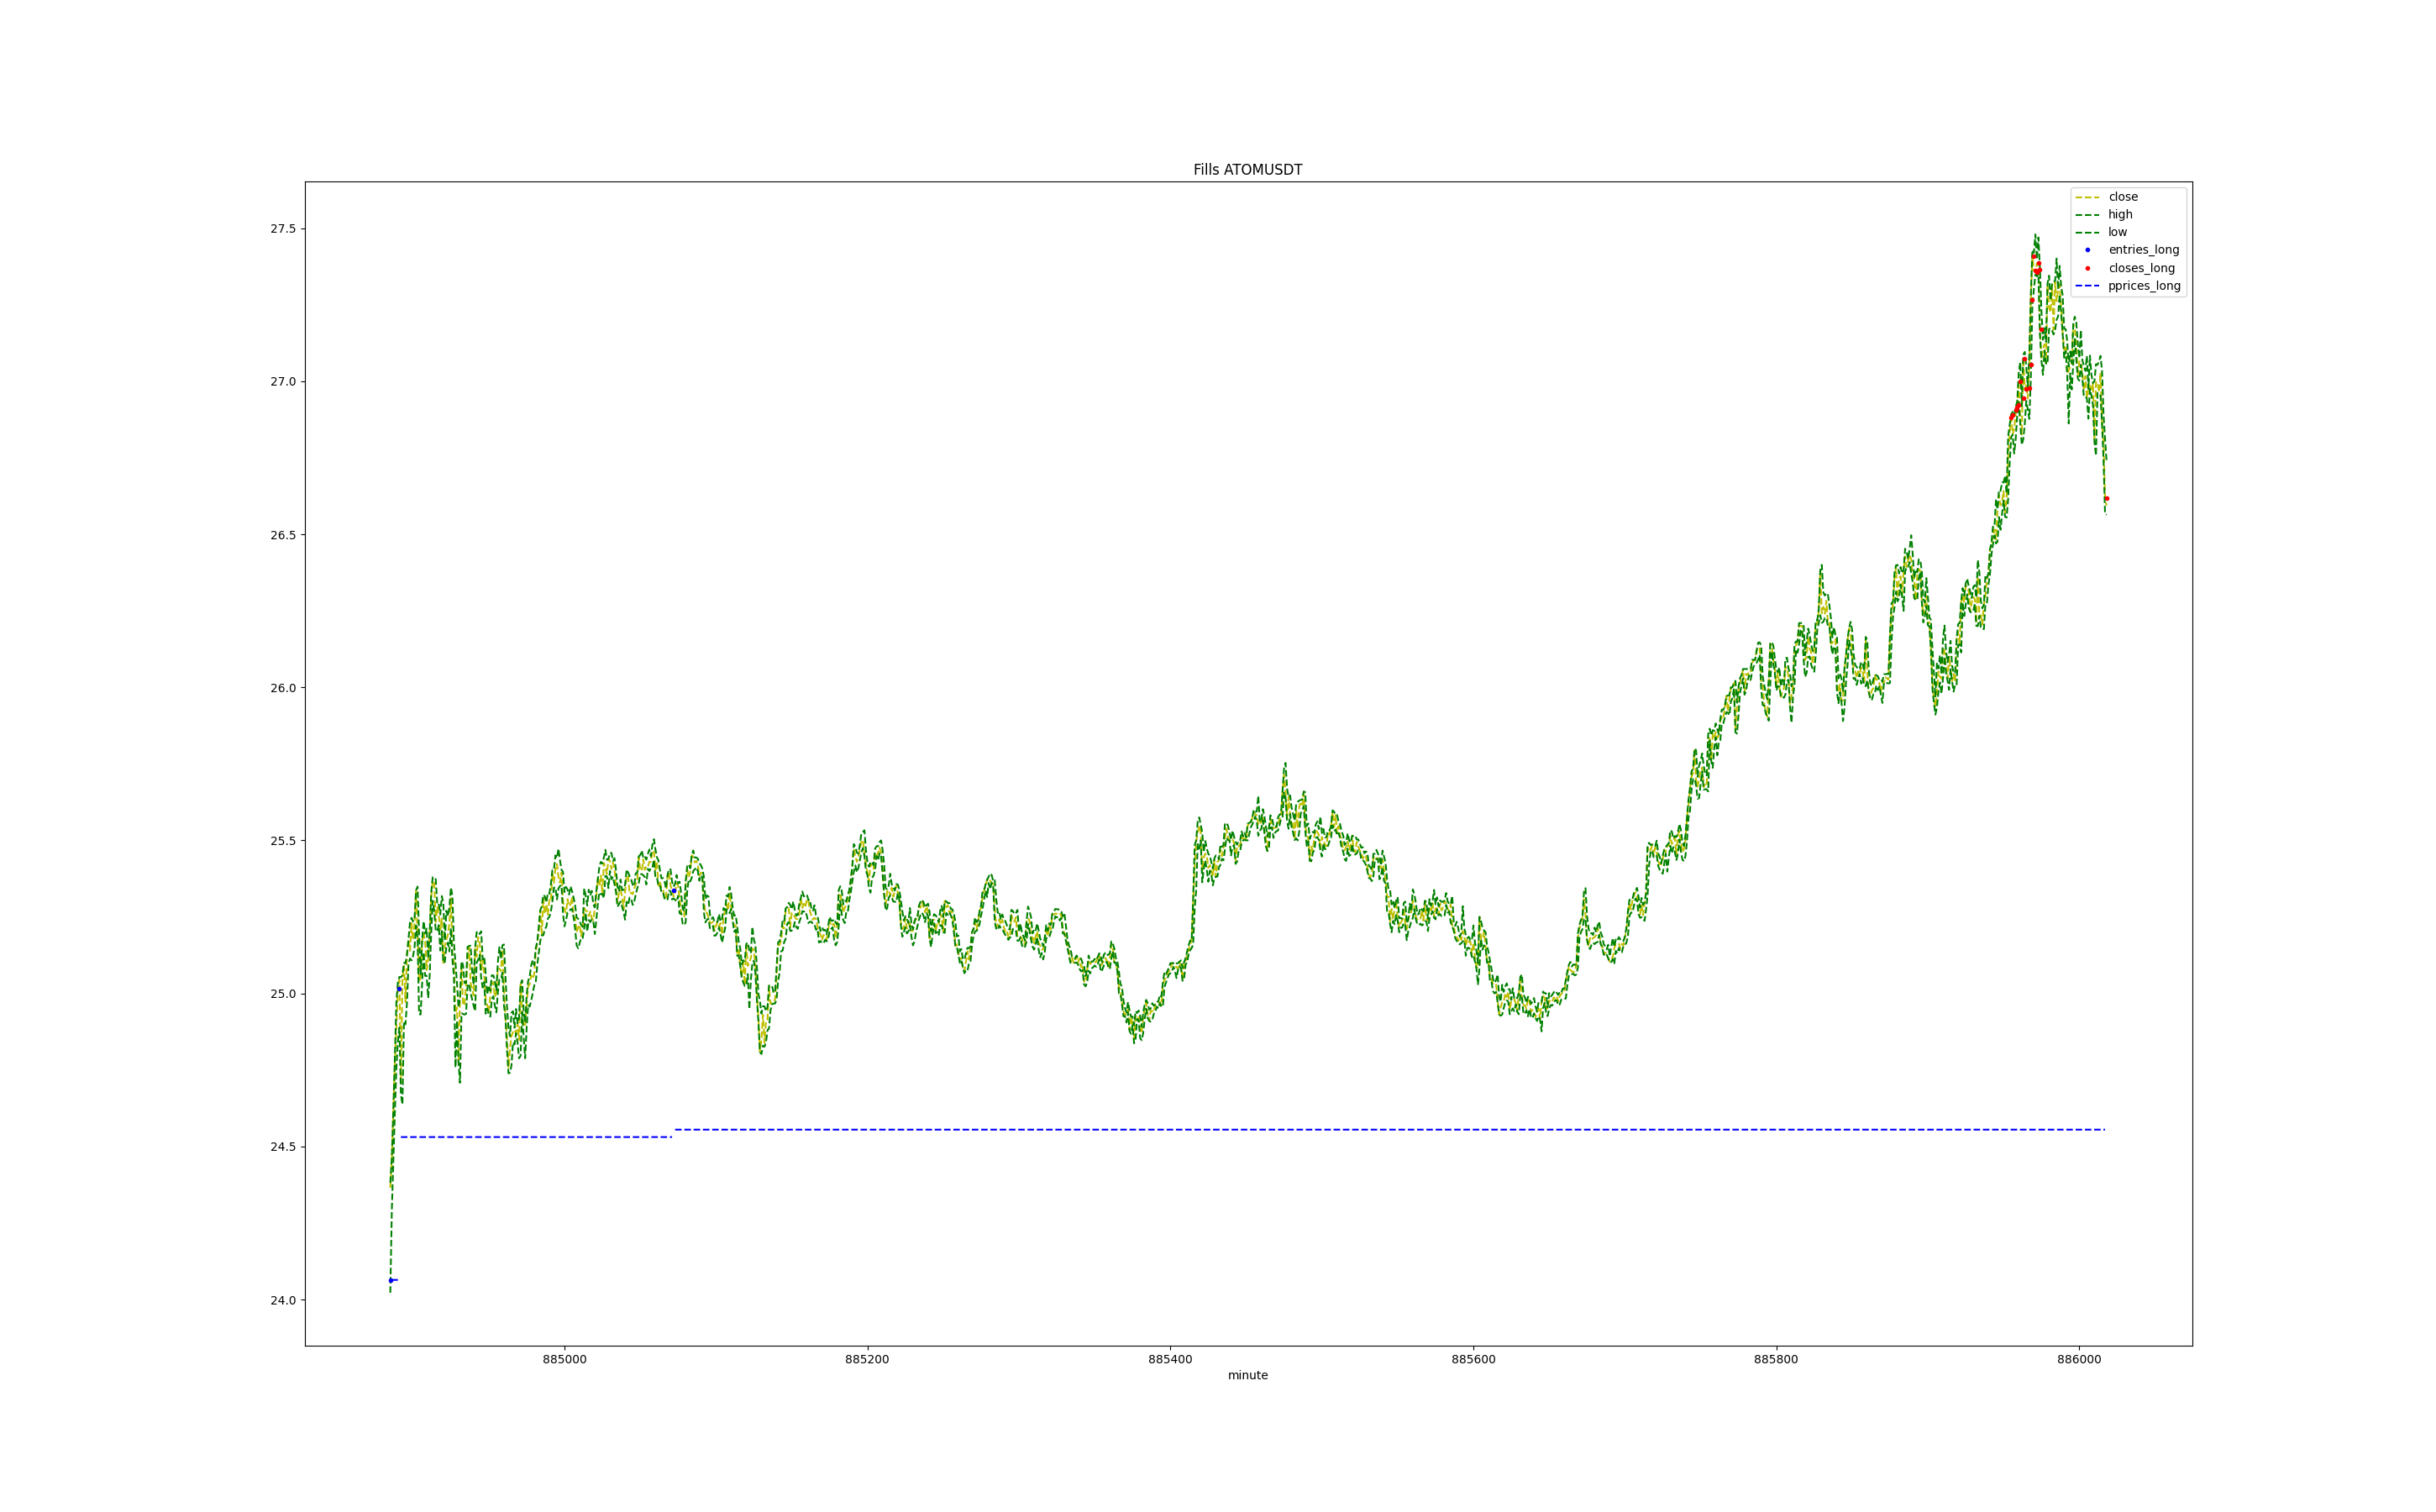 Fills ATOMUSDT
close
high
low
entries_long
closes_long
pprices_long
27.5
27.0
26.5
26.0
25.5
25.0
24.5
24.0
885000 885200 885400 885600 885800 886000
minute